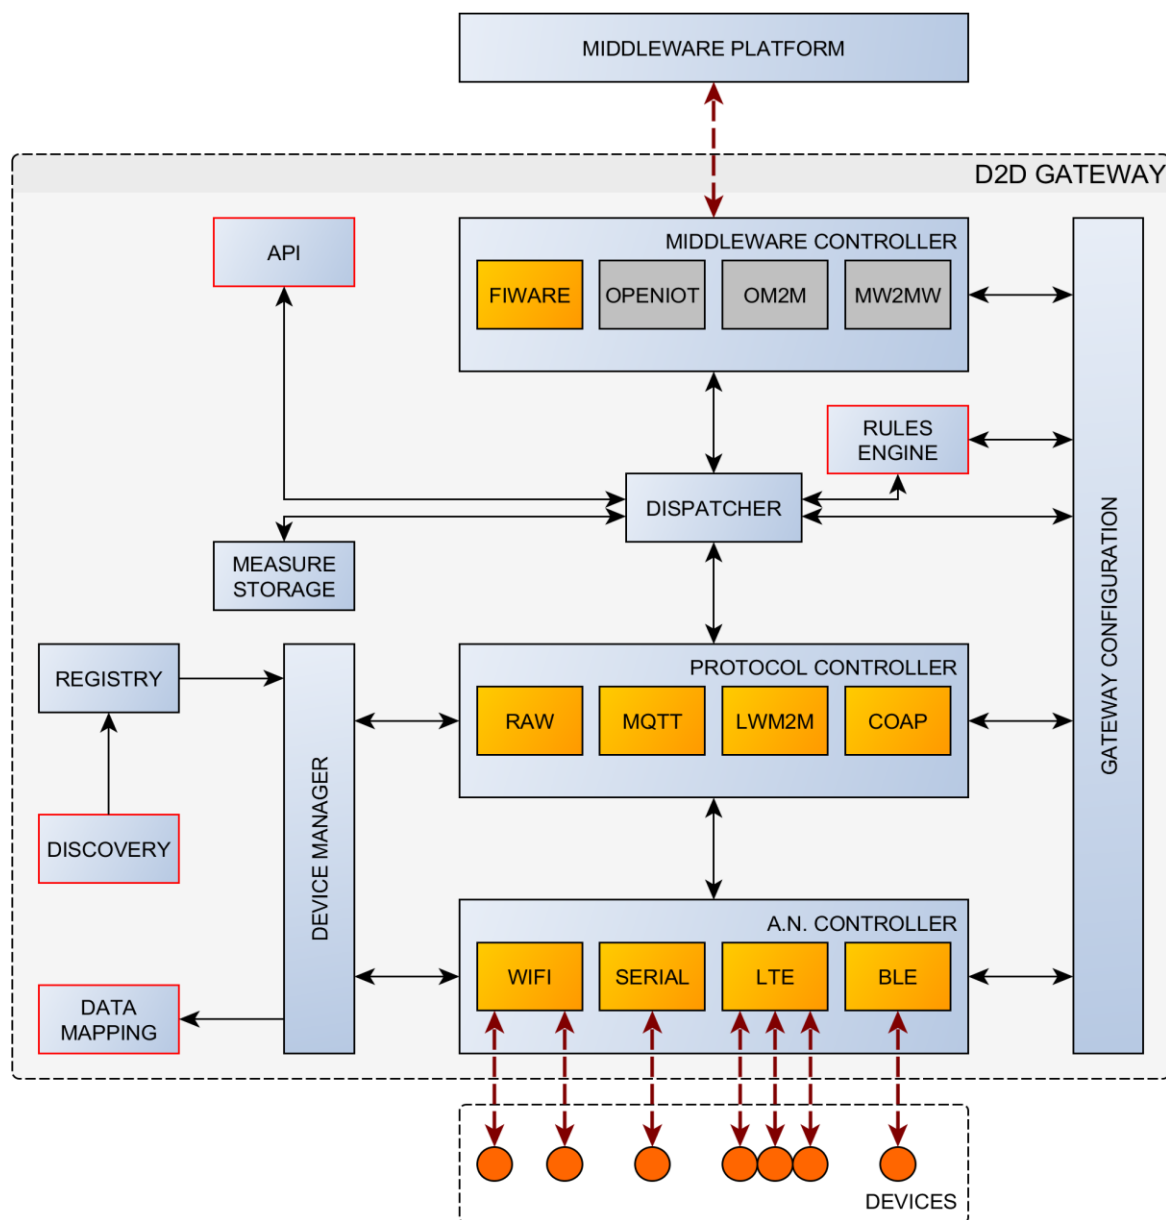 MIDDLEWARE PLATFORM
D2D GATEWAY
API
MIDDLEWARE CONTROLLER
FIWARE
OPENIOT
OM2M
MW2MW
RULES
ENGINE
DISPATCHER
MEASURE
STORAGE
GATEWAY CONFIGURATION
REGISTRY
PROTOCOL CONTROLLER
RAW
MQTT
LWM2M
COAP
DEVICE MANAGER
DISCOVERY
A.N. CONTROLLER
WIFI
SERIAL
LTE
BLE
DATA
MAPPING
DEVICES